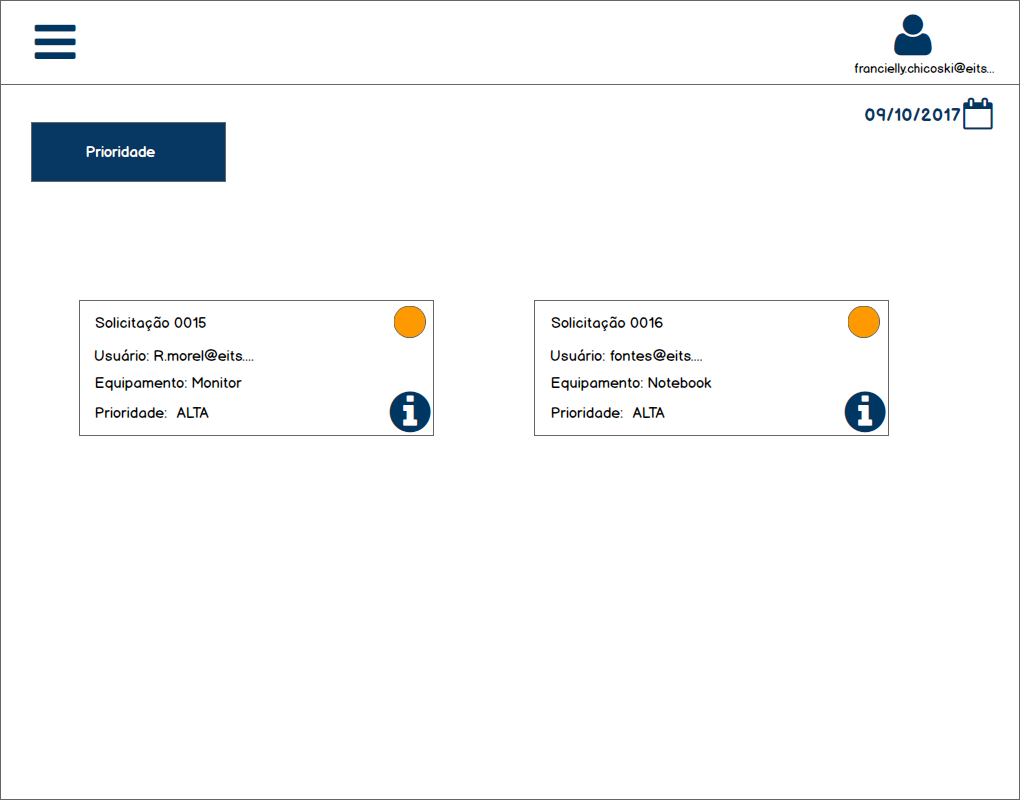 francielly.chicoski@eits...
09/10/2017
Prioridade
Solicitação 0015
Usuário: R.morel@eits....
Equipamento: Monitor
Prioridade: ALTA
Solicitação 0016
Usuário: fontes@eits....
Equipamento: Notebook
Prioridade: ALTA